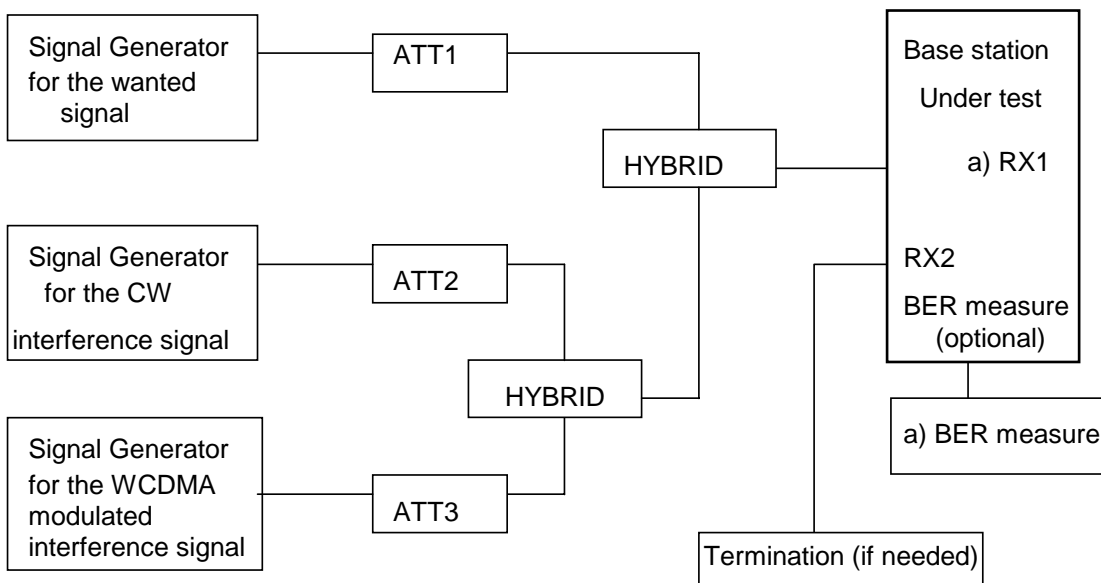 Signal Generator
for the wanted
signal
ATT1
HYBRID
Base station
Under test
a) RX1
RX2
BER measure
(optional)
Signal Generator
for the CW
interference signal
ATT2
HYBRID
a) BER measure
Signal Generator
for the WCDMA
modulated
interference signal
ATT3
Termination (if needed)